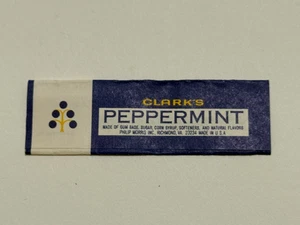 CLARK'S
PEPPERMINT
MADE OF GUM BASE, SUGAR, CORN SYRUP, SOFTENERS, AND NATURAL FLAVORS
PHILIP MORRIS INC. RICHMOND, VA. 23234 MADE IN U.S.A.